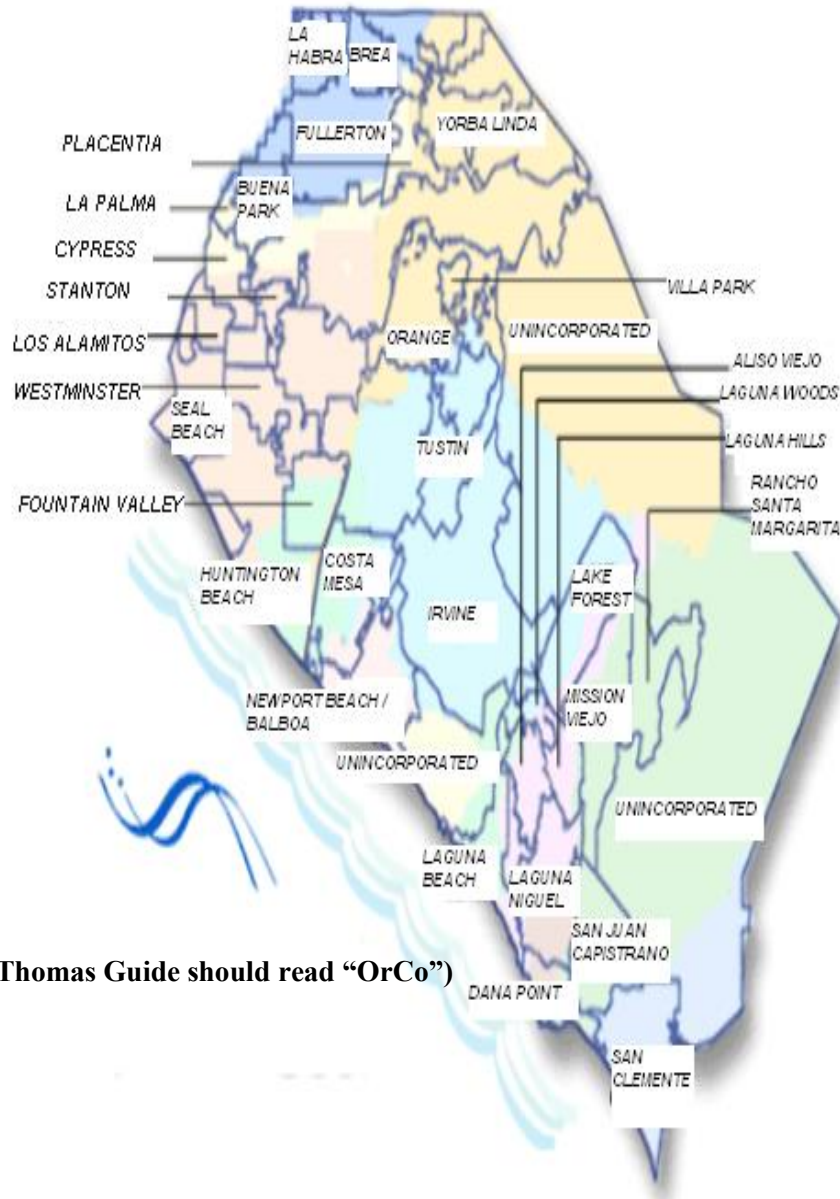 LA
HABRA
BREA
FULLERTON
YORBA LINDA
PLACENTIA
BUENA
PARK
LA PALMA
CYPRESS
STANTON
VILLA PARK
LOS ALAMITOS
ORANGE
UNINCORPORATED
ALISO VIEJO
WESTMINSTER
LAGUNA WOODS
SEAL
BEACH
TUSTIN
LAGUNA HILLS
FOUNTAIN VALLEY
RANCHO
SANTA
MARGARITA
HUNTINGTON
BEACH
COSTA
MESA
LAKE
FOREST
IRVINE
NEWPORT BEACH /
BALBOA
MISSION
VIEJO
UNINCORPORATED
UNINCORPORATED
LAGUNA
BEACH
LAGUNA
NIGUEL
SAN JUAN
CAPISTRANO
Thomas Guide should read “OrCo”)
DANA POINT
SAN
CLEMENTE